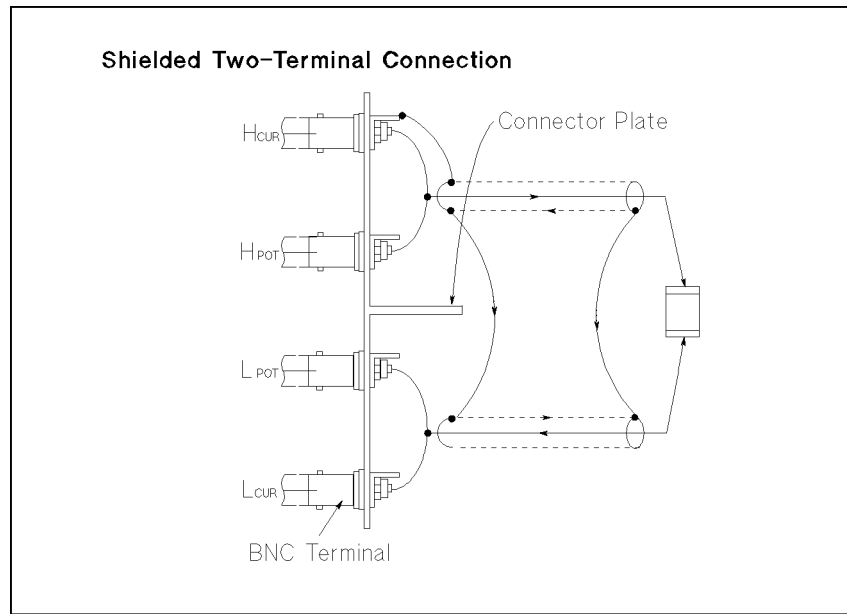 Shielded Two-Terminal Connection
HCUR
Connector Plate
HPOT
LPOT
LCUR
BNC Terminal